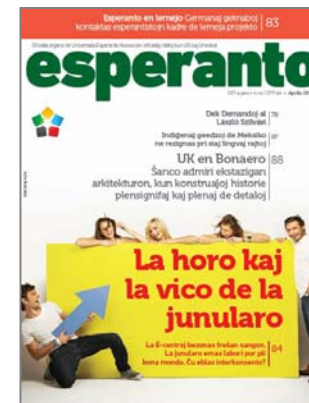 Esperanto en lernejo Germanaj geknaboj
kontaktas esperantistojn kadre de lerneja projekto
83
esperanto
Dek Demandoj al
László Szilvási
79
Indiĝenaj geedzoj de Meksiko
ne rezignas pri siaj lingvaj rajtoj
87
UK en Bonaero 88
Ŝanco admiri ekstazigan
arkitekturon, kun konstruaĵoj historie
plensignifaj kaj plenaj de detaloj
La horo kaj
la vico de la
junularo
La E-centroj bezonas freŝan sangon.
La junularo emas labori por pli
bona mondo. Ĉu eblas interkonsento?
84